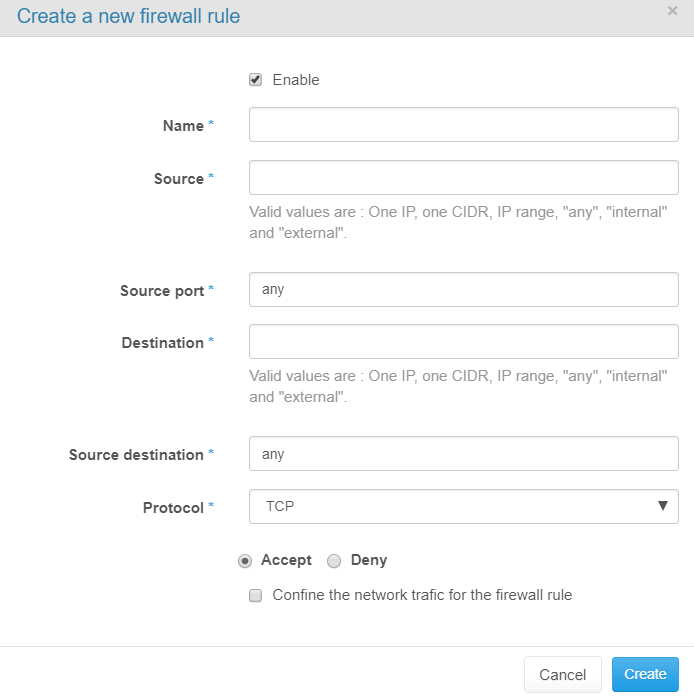 Create a new firewall rule ×
Enable
Name *
Source *
Valid values are : One IP, one CIDR, IP range, "any", "internal"
and "external".
Source port * any
Destination *
Valid values are : One IP, one CIDR, IP range, "any", "internal"
and "external".
Source destination * any
Protocol * TCP
Accept Deny
Confine the network trafic for the firewall rule
Cancel Create